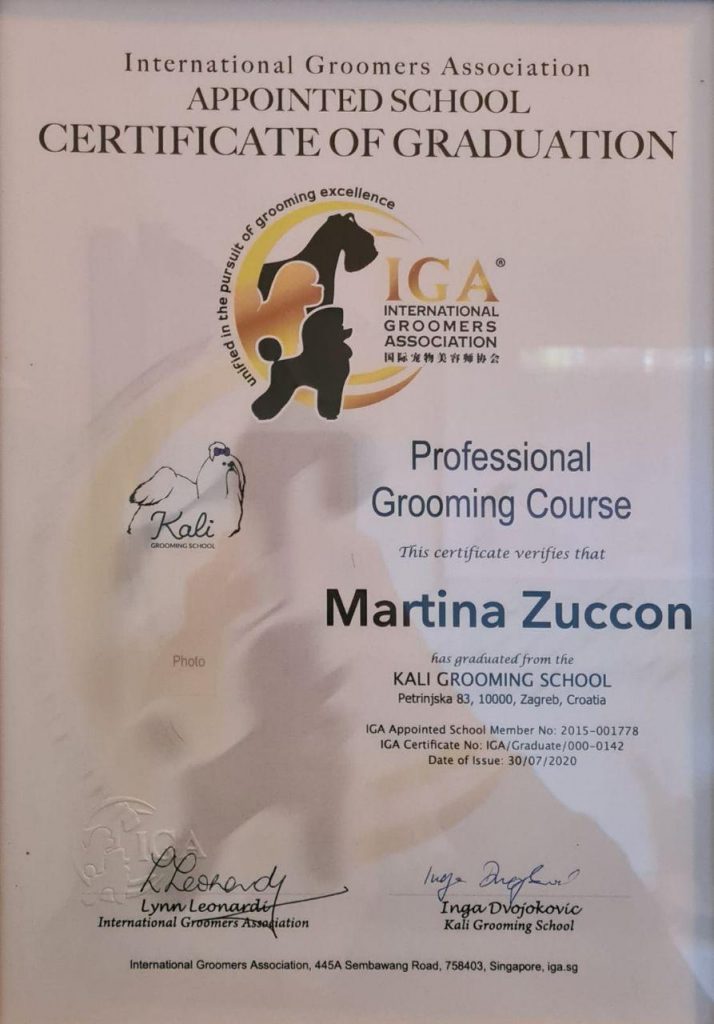 International Groomers Association
APPOINTED SCHOOL
CERTIFICATE OF GRADUATION
unified in the pursuit of grooming excellence
IGA®
INTERNATIONAL
GROOMERS
ASSOCIATION
国际宠物美容师协会
Kali
GROOMING SCHOOL
Professional
Grooming Course
This certificate verifies that
Martina Zuccon
Photo
has graduated from the
KALI GROOMING SCHOOL
Petrinjska 83, 10000, Zagreb, Croatia
IGA Appointed School Member No: 2015-001778
IGA Certificate No: IGA/Graduate/000-0142
Date of Issue: 30/07/2020
IGA
L Leonardi
Lynn Leonardi
International Groomers Association
Inga Dvojokovic
Kali Grooming School
International Groomers Association, 445A Sembawang Road, 758403, Singapore, iga.sg